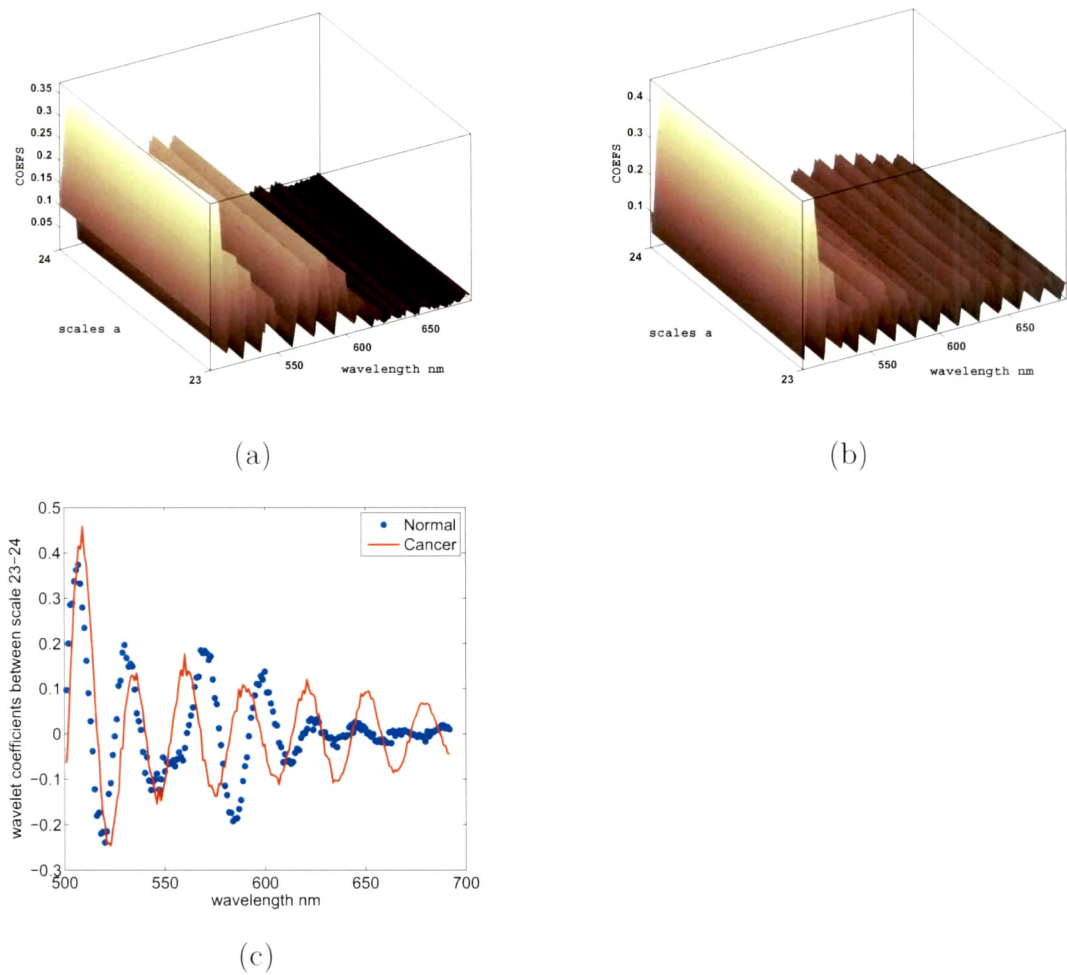 0.35
0.3
0.25
0.2
0.15
0.1
0.05
COEFS
24
scales a
23
550
600
650
wavelength nm
(a)
0.4
0.3
0.2
0.1
COEFS
24
scales a
23
550
600
650
wavelength nm
(b)
0.5
0.4
0.3
0.2
0.1
0
−0.1
−0.2
−0.3
wavelet coefficients between scale 23−24
Normal
Cancer
500
550
600
650
700
wavelength nm
(c)